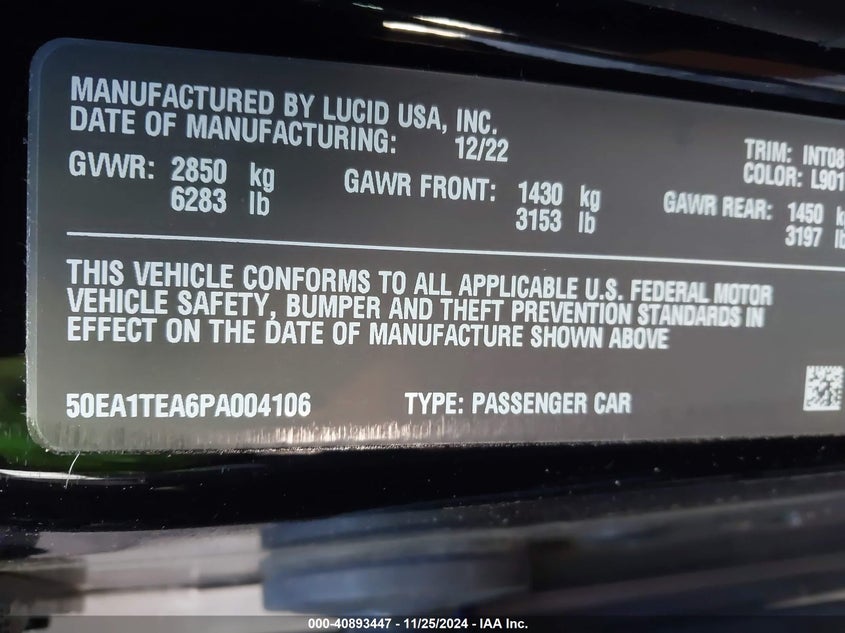 MANUFACTURED BY LUCID USA, INC.
DATE OF MANUFACTURING: 12/22
TRIM: INT08
COLOR: L901
GVWR: 2850 kg
6283 lb
GAWR FRONT: 1430 kg
3153 lb
GAWR REAR: 1450 kg
3197 lb
THIS VEHICLE CONFORMS TO ALL APPLICABLE U.S. FEDERAL MOTOR
VEHICLE SAFETY, BUMPER AND THEFT PREVENTION STANDARDS IN
EFFECT ON THE DATE OF MANUFACTURE SHOWN ABOVE
50EA1TEA6PA004106
TYPE: PASSENGER CAR
000-40893447 - 11/25/2024 - IAA Inc.